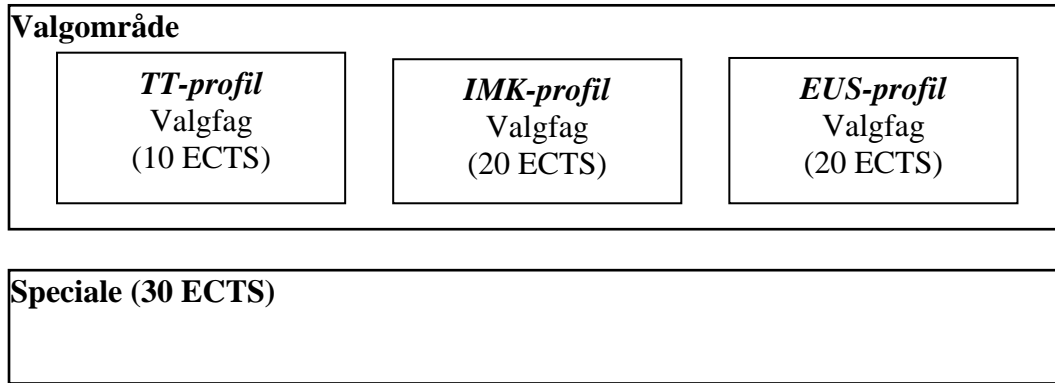 Valgområde
TT-profil
Valgfag
(10 ECTS)
IMK-profil
Valgfag
(20 ECTS)
EUS-profil
Valgfag
(20 ECTS)
Speciale (30 ECTS)